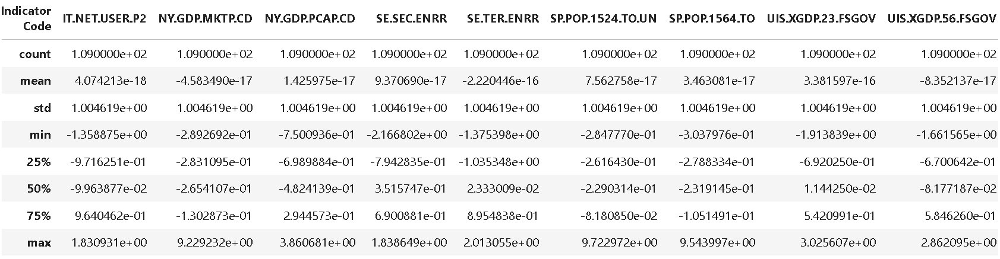 Indicator Code IT.NET.USER.P2 NY.GDP.MKTP.CD NY.GDP.PCAP.CD SE.SEC.ENRR SE.TER.ENRR SP.POP.1524.TO.UN SP.POP.1564.TO UIS.XGDP.23.FSGOV UIS.XGDP.56.FSGOV
count 1.090000e+02 1.090000e+02 1.090000e+02 1.090000e+02 1.090000e+02 1.090000e+02 1.090000e+02 1.090000e+02 1.090000e+02
mean 4.074213e-18 -4.583490e-17 1.425975e-17 9.370690e-17 -2.220446e-16 7.562758e-17 3.463081e-17 3.381597e-16 -8.352137e-17
std 1.004619e+00 1.004619e+00 1.004619e+00 1.004619e+00 1.004619e+00 1.004619e+00 1.004619e+00 1.004619e+00 1.004619e+00
min -1.358875e+00 -2.892692e-01 -7.500936e-01 -2.166802e+00 -1.375398e+00 -2.847770e-01 -3.037976e-01 -1.913839e+00 -1.661565e+00
25% -9.716251e-01 -2.831095e-01 -6.989884e-01 -7.942835e-01 -1.035348e+00 -2.616430e-01 -2.788334e-01 -6.920250e-01 -6.700642e-01
50% -9.963877e-02 -2.654107e-01 -4.824139e-01 3.515747e-01 2.333009e-02 -2.290314e-01 -2.319145e-01 1.144250e-02 -8.177187e-02
75% 9.640462e-01 -1.302873e-01 2.944573e-01 6.900881e-01 8.954838e-01 -8.180850e-02 -1.051491e-01 5.420991e-01 5.846260e-01
max 1.830931e+00 9.229232e+00 3.860681e+00 1.838649e+00 2.013055e+00 9.722972e+00 9.543997e+00 3.025607e+00 2.862095e+00